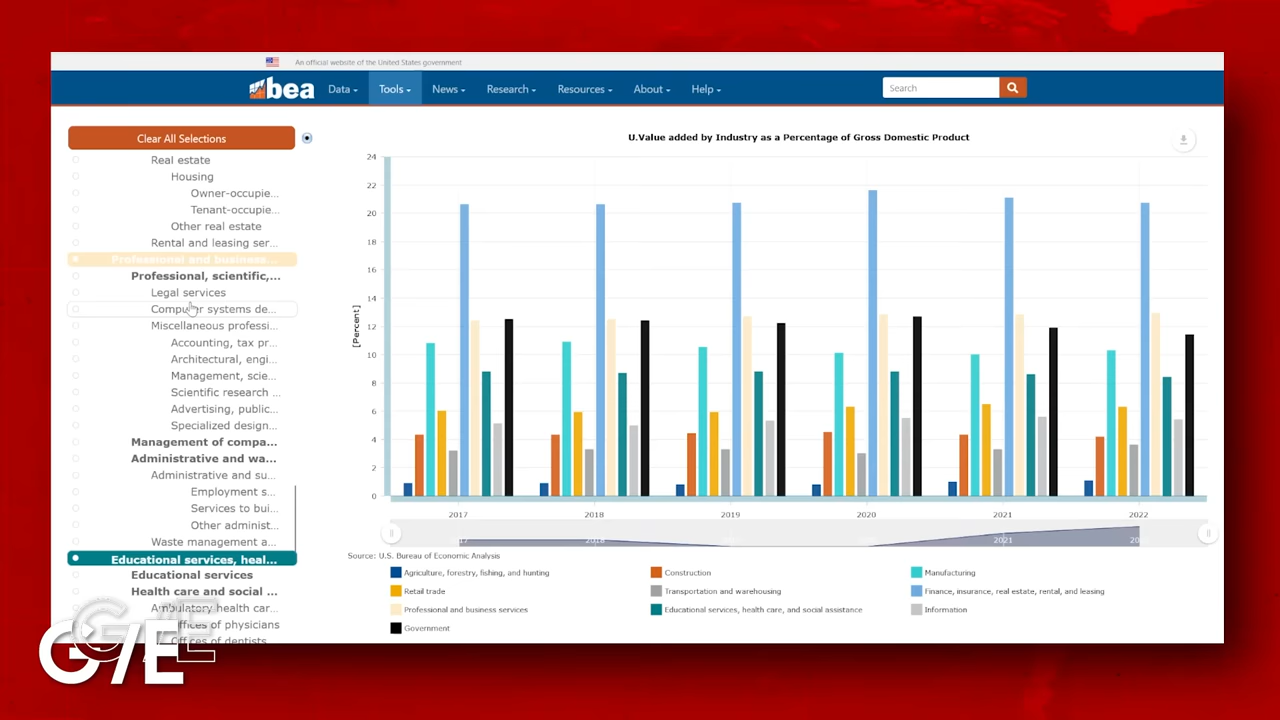 An official website of the United States government
bea Data Tools News Research Resources About Help Search
Clear All Selections
Real estate
Housing
Owner-occupie...
Tenant-occupie...
Other real estate
Rental and leasing ser...
Professional and business...
Professional, scientific,...
Legal services
Computer systems de...
Miscellaneous professi...
Accounting, tax pr...
Architectural, engi...
Management, scie...
Scientific research ...
Advertising, public...
Specialized design...
Management of compa...
Administrative and wa...
Administrative and su...
Employment s...
Services to bui...
Other administ...
Waste management a...
Educational services, heal...
Educational services
Health care and social ...
Ambulatory health car...
Offices of physicians
Offices of dentists
U.Value added by Industry as a Percentage of Gross Domestic Product
[Percent]
24
22
20
18
16
14
12
10
8
6
4
2
0
2017 2018 2019 2020 2021 2022
2018 2021
Source: U.S. Bureau of Economic Analysis
Agriculture, forestry, fishing, and hunting Construction Manufacturing
Retail trade Transportation and warehousing Finance, insurance, real estate, rental, and leasing
Professional and business services Educational services, health care, and social assistance Information
Government
G/E